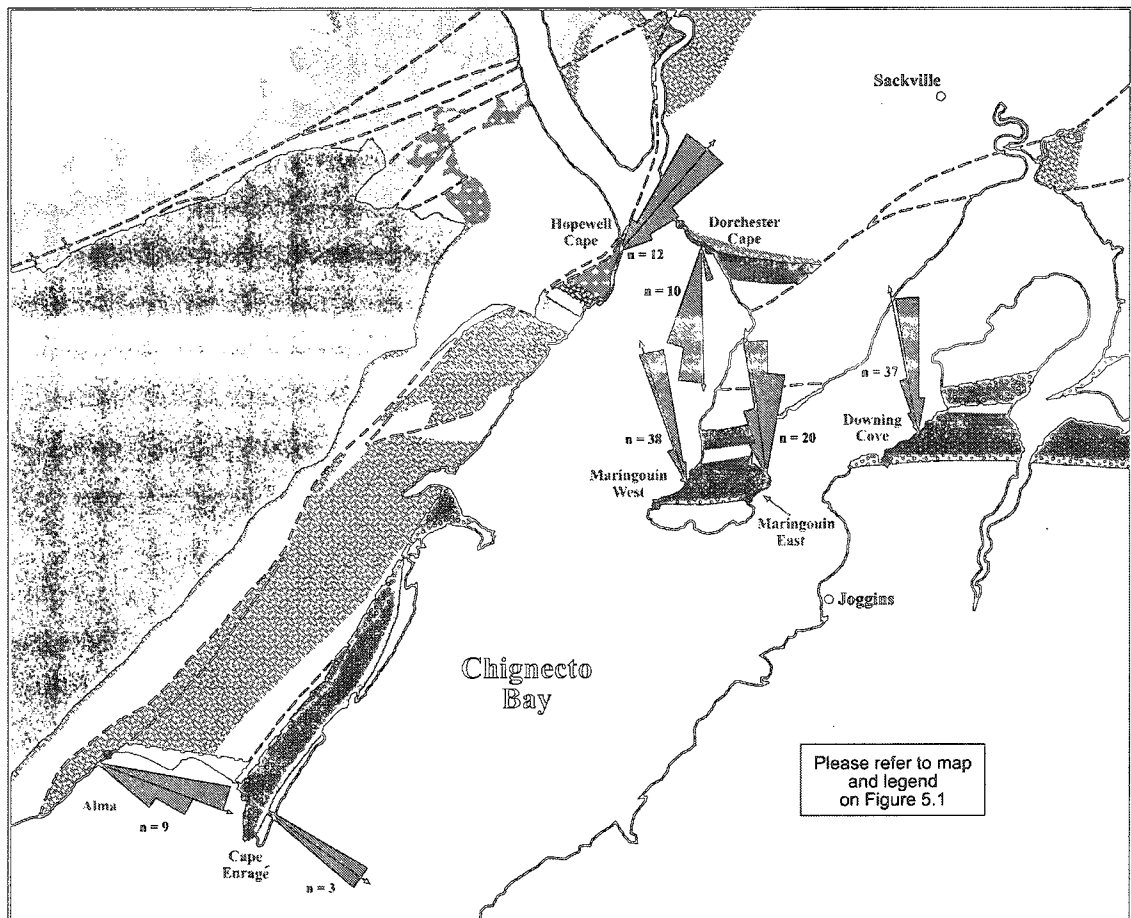 Sackville
Hopewell
Cape
n = 12
Dorchester
Cape
n = 10
n = 37
Downing
Cove
n = 38
n = 20
Maringouin
West
Maringouin
East
Joggins
Chignecto
Bay
Please refer to map
and legend
on Figure 5.1
Alma
n = 9
Cape
Enragé
n = 3